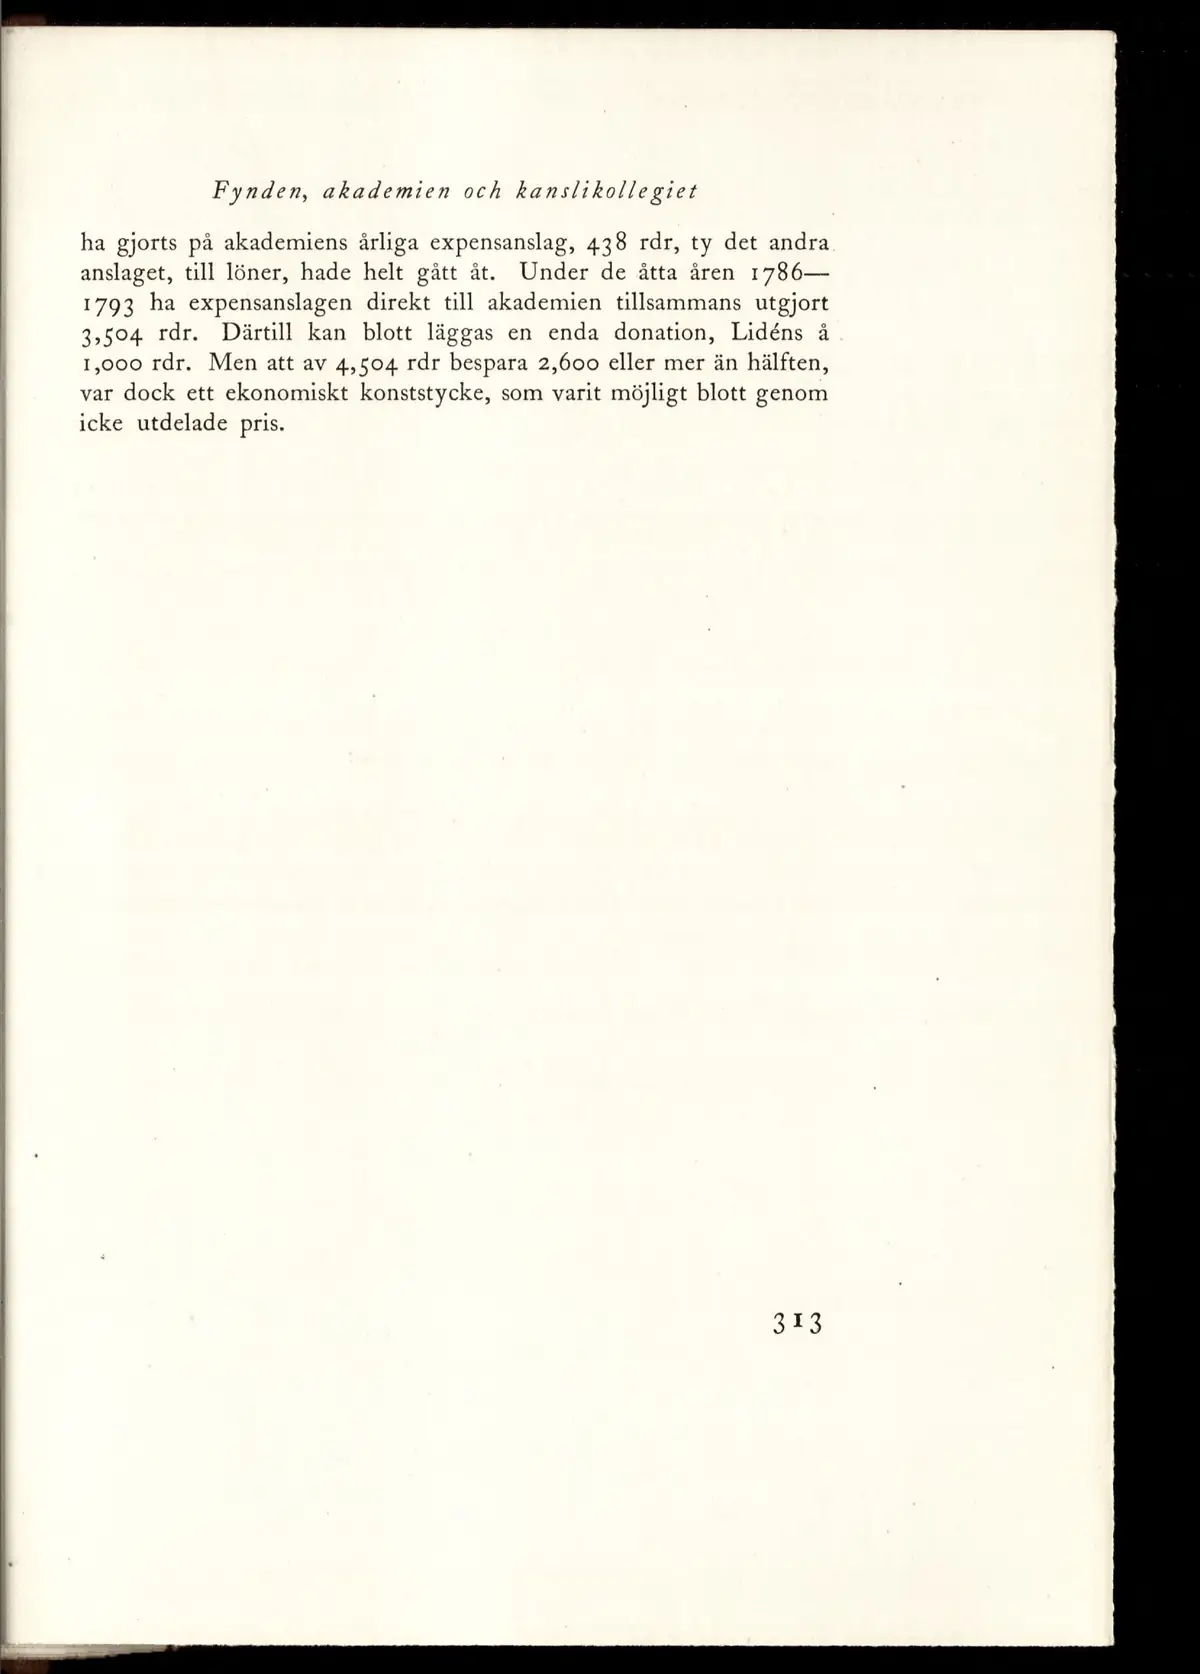 Fynden, akademien och kanslikollegiet
ha gjorts på akademiens årliga expensanslag, 438 rdr, ty det andra
anslaget, till löner, hade helt gått åt. Under de åtta åren 1786—
1793 ha expensanslagen direkt till akademien tillsammans utgjort
3,504 rdr. Därtill kan blott läggas en enda donation, Lidéns å
1,000 rdr. Men att av 4,504 rdr bespara 2,600 eller mer än hälften,
var dock ett ekonomiskt konststycke, som varit möjligt blott genom
icke utdelade pris.
313